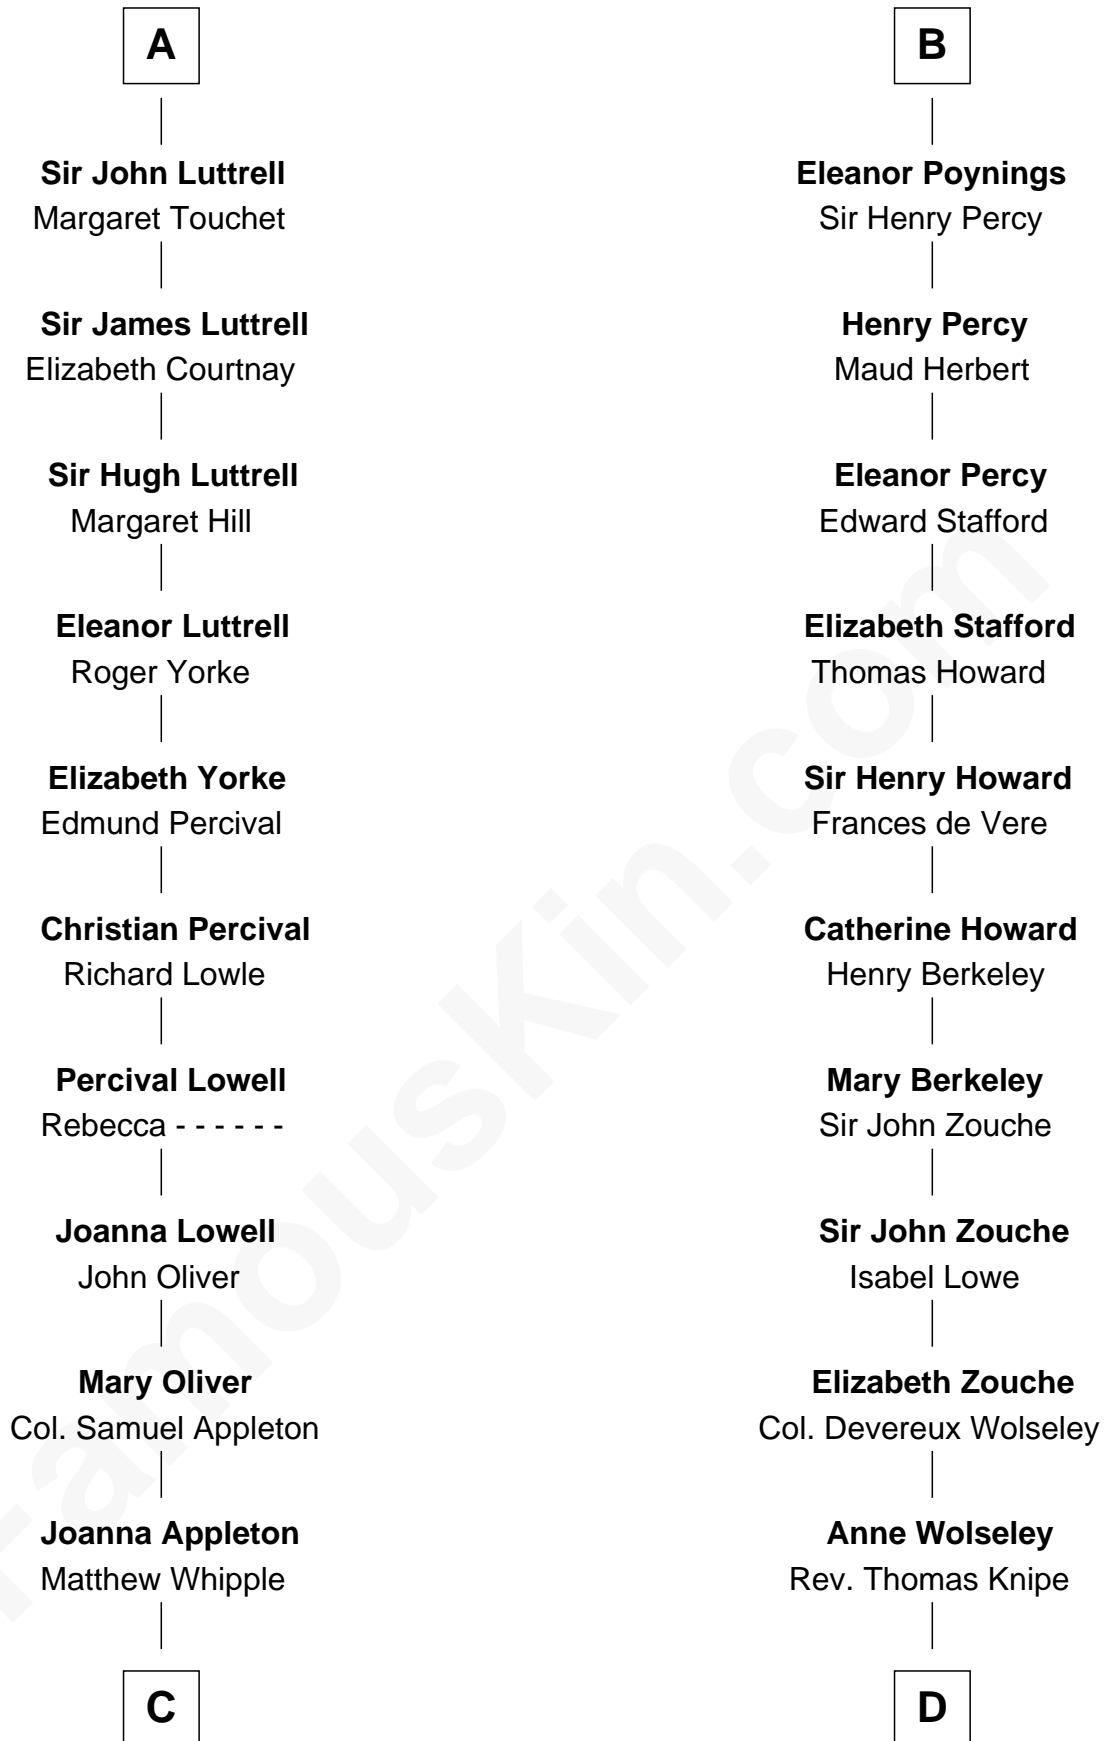 A
Sir John Luttrell
Margaret Touchet
Sir James Luttrell
Elizabeth Courtnay
Sir Hugh Luttrell
Margaret Hill
Eleanor Luttrell
Roger Yorke
Elizabeth Yorke
Edmund Percival
Christian Percival
Richard Lowle
Percival Lowell
Rebecca - - - - - -
Joanna Lowell
John Oliver
Mary Oliver
Col. Samuel Appleton
Joanna Appleton
Matthew Whipple
C
B
Eleanor Poynings
Sir Henry Percy
Henry Percy
Maud Herbert
Eleanor Percy
Edward Stafford
Elizabeth Stafford
Thomas Howard
Sir Henry Howard
Frances de Vere
Catherine Howard
Henry Berkeley
Mary Berkeley
Sir John Zouche
Sir John Zouche
Isabel Lowe
Elizabeth Zouche
Col. Devereux Wolseley
Anne Wolseley
Rev. Thomas Knipe
D
FamousKin.com